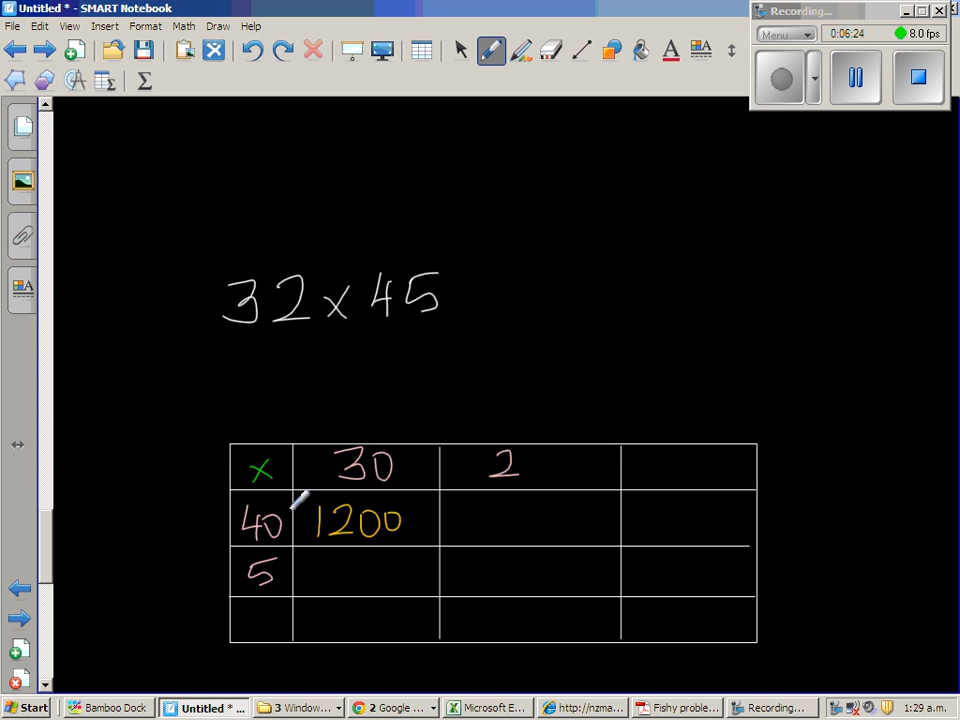 Untitled * - SMART Notebook
File Edit View Insert Format Math Draw Help
Recording...
Menu 0:06:24 8.0 fps
32 x 45
x 30 2
40 1200
5
Start Bamboo Dock Untitled * ... 3 Window... 2 Google ... Microsoft E... http://nzma... Fishy proble... Recording... 1:29 a.m.